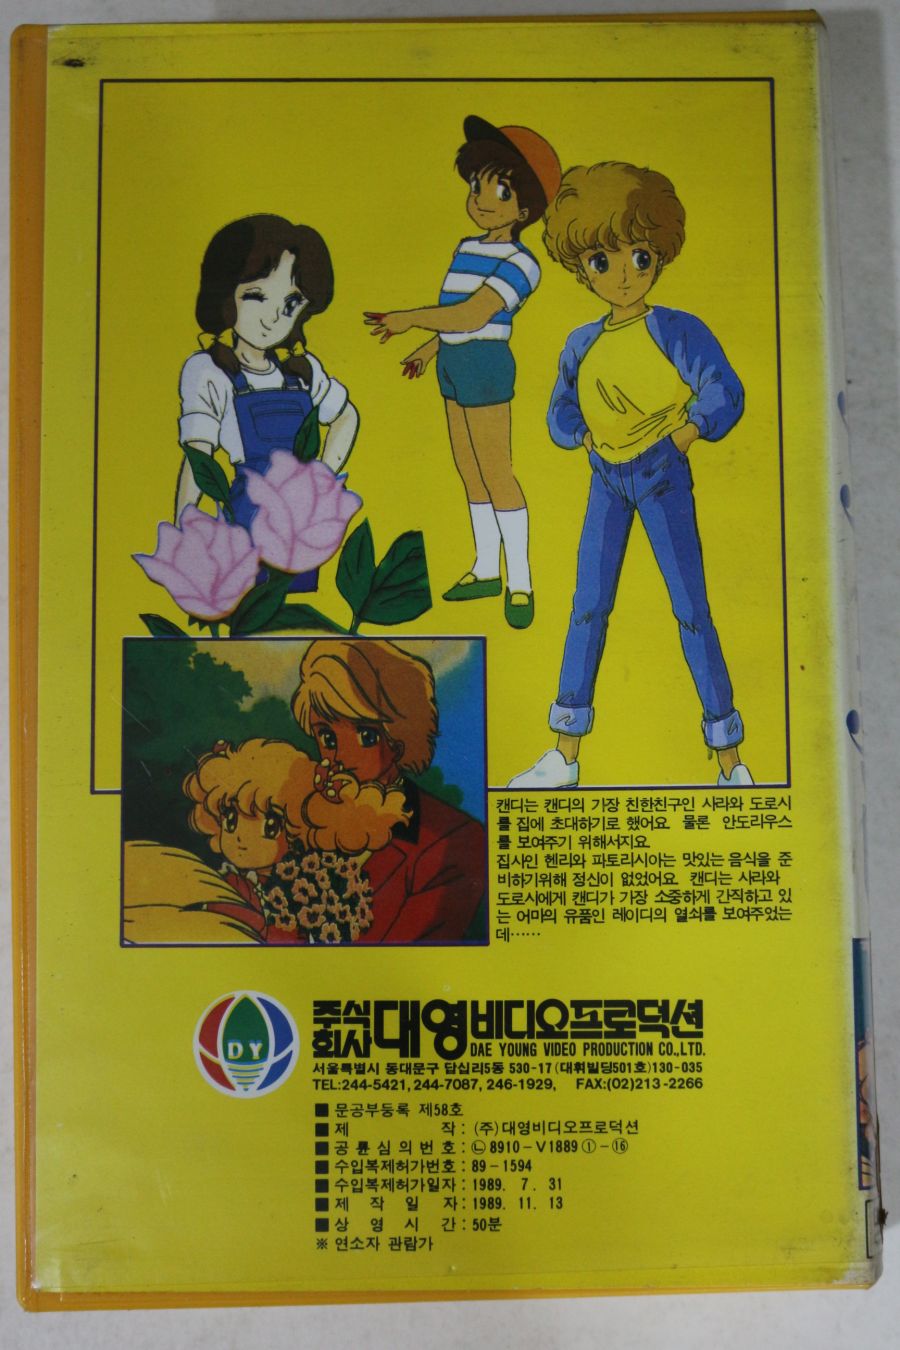 캔디는 캔디의 가장 친한친구인 사라와 도로시
를 집에 초대하기로 했어요. 물론 안도리우스
를 보여주기 위해서지요.
집사인 헨리와 파토리시아는 맛있는 음식을 준
비하기위해 정신이 없었어요. 캔디는 사라와
도로시에게 캔디가 가장 소중하게 간직하고 있
는 어마의 유품인 레이디의 열쇠를 보여주었는
데……
DY
주식회사 대영비디오프로덕션
DAE YOUNG VIDEO PRODUCTION CO.,LTD.
서울특별시 동대문구 답십리5동 530-17 (대휘빌딩501호) 130-035
TEL:244-5421, 244-7087, 246-1929, FAX:(02)213-2266
■ 문공부등록 제58호
■ 제 작 : (주)대영비디오프로덕션
■ 공륜심의번호 : ㉡8910-V1889①-⑯
■ 수입복제허가번호 : 89-1594
■ 수입복제허가일자 : 1989. 7. 31
■ 제 작 일 자 : 1989. 11. 13
■ 상 영 시 간 : 50분
※ 연소자 관람가